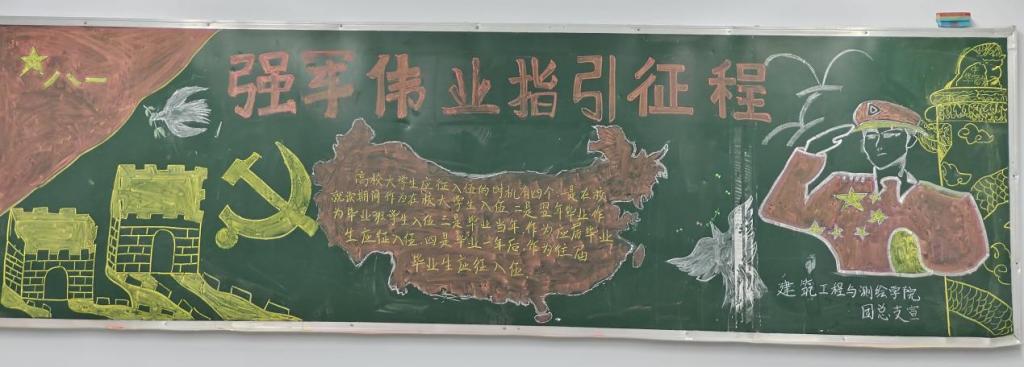 八一
强军伟业指引征程
高校大学生应征入伍的时机有四个一是在校
就读期间作为在校大学生入伍二是翌年毕业作
为毕业班学生入伍三是毕业当年作为应届毕业
生应征入伍四是毕业一年后作为往届
毕业生应征入伍
建筑工程与测绘学院
团总支宣